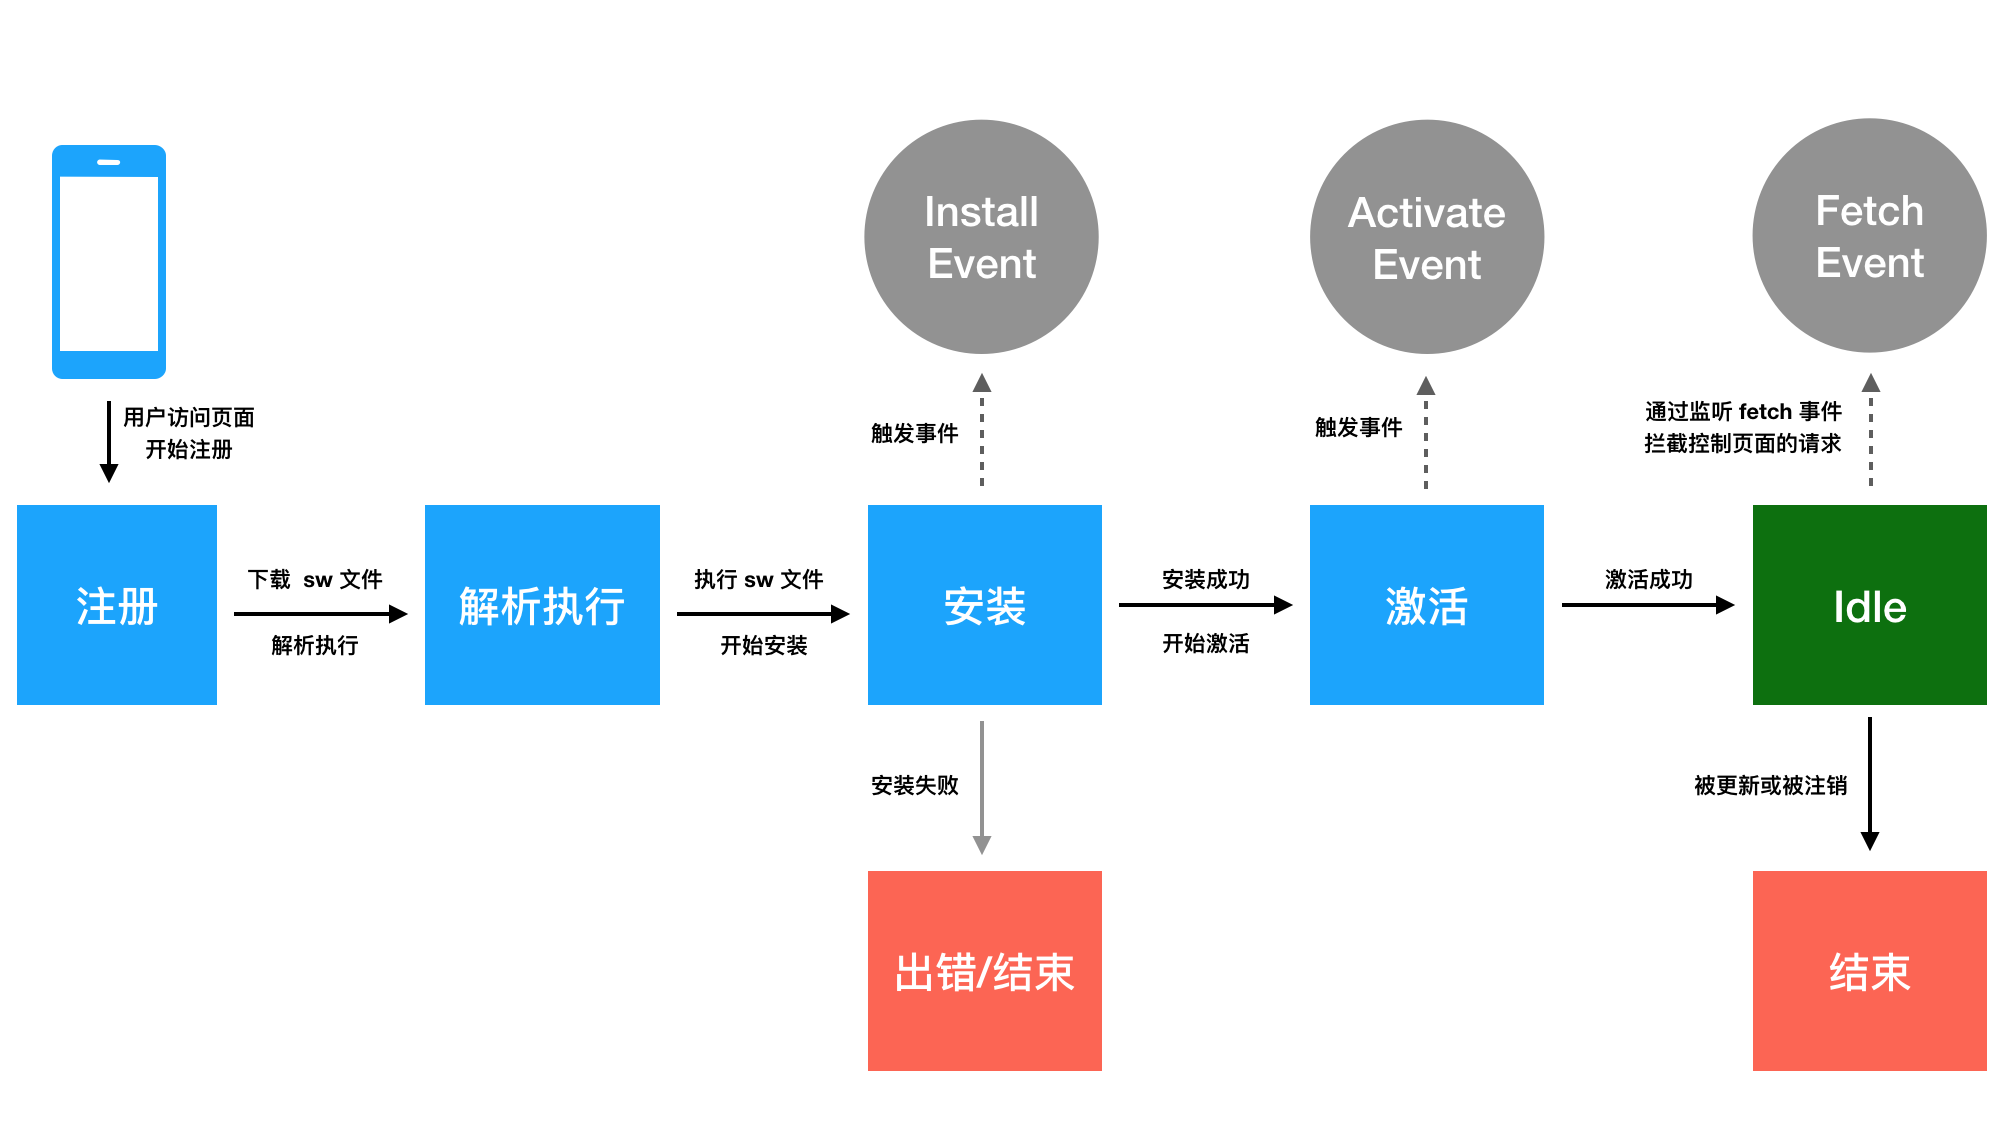 Install
Event
Activate
Event
Fetch
Event
用户访问页面
开始注册
触发事件
触发事件
通过监听 fetch 事件
拦截控制页面的请求
注册
下载 sw 文件
解析执行
解析执行
执行 sw 文件
开始安装
安装
安装成功
开始激活
激活
激活成功
Idle
安装失败
被更新或被注销
出错/结束
结束